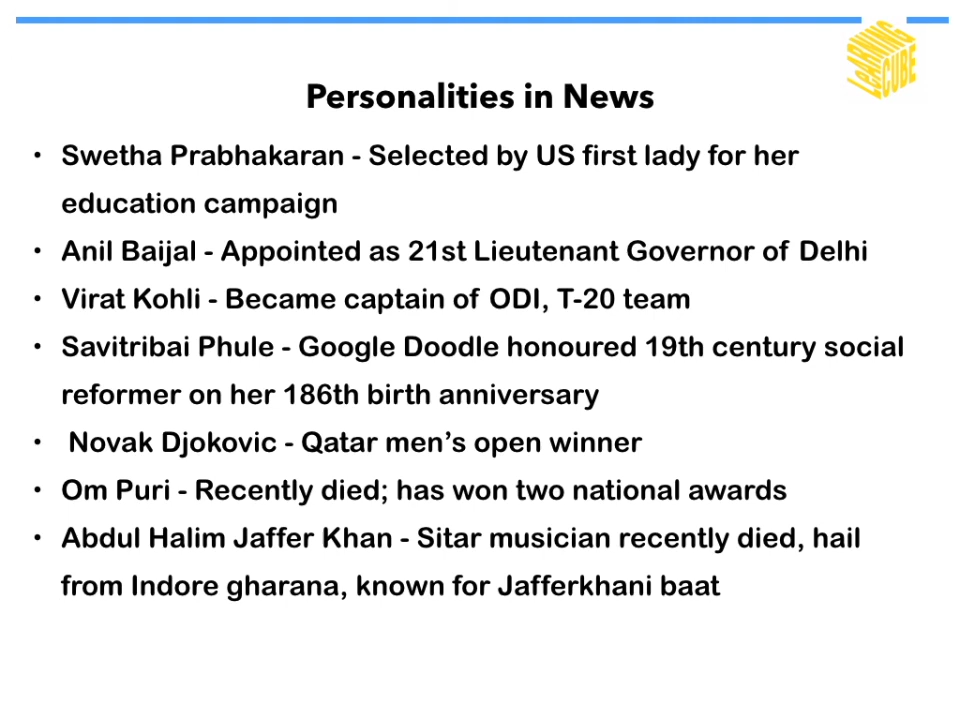 LEARNING
CUBE
Personalities in News
• Swetha Prabhakaran - Selected by US first lady for her
education campaign
• Anil Baijal - Appointed as 21st Lieutenant Governor of Delhi
• Virat Kohli - Became captain of ODI, T-20 team
• Savitribai Phule - Google Doodle honoured 19th century social
reformer on her 186th birth anniversary
• Novak Djokovic - Qatar men’s open winner
• Om Puri - Recently died; has won two national awards
• Abdul Halim Jaffer Khan - Sitar musician recently died, hail
from Indore gharana, known for Jafferkhani baat